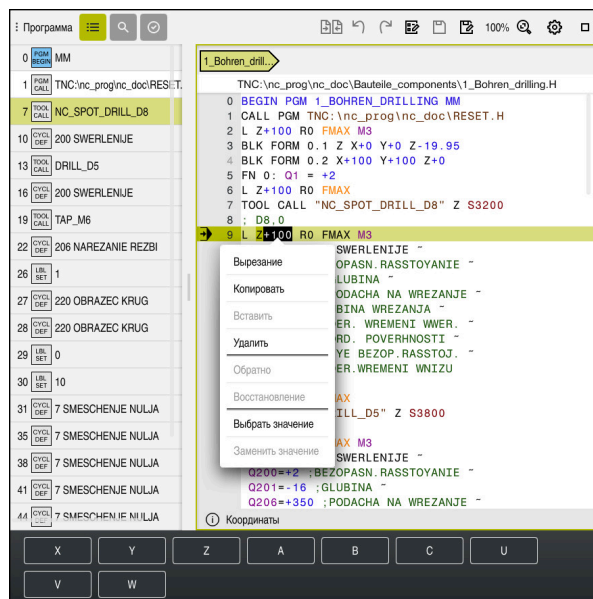 Программа
100%
0 PGM BEGIN MM
1 PGM CALL TNC:\nc_prog\nc_doc\RESET.
7 TOOL CALL NC_SPOT_DRILL_D8
10 CYCL DEF 200 SWERLENIJE
13 TOOL CALL DRILL_D5
16 CYCL DEF 200 SWERLENIJE
19 TOOL CALL TAP_M6
22 CYCL DEF 206 NAREZANIE REZBI
26 LBL SET 1
27 CYCL DEF 220 OBRAZEC KRUG
28 CYCL DEF 220 OBRAZEC KRUG
29 LBL SET 0
30 LBL SET 10
31 CYCL DEF 7 SMESCHENJE NULJA
35 CYCL DEF 7 SMESCHENJE NULJA
38 CYCL DEF 7 SMESCHENJE NULJA
41 CYCL DEF 7 SMESCHENJE NULJA
44 CYCL DEF 7 SMESCHENJE NULJA
1_Bohren_drill...
TNC:\nc_prog\nc_doc\Bauteile_components\1_Bohren_drilling.H
0 BEGIN PGM 1_BOHREN_DRILLING MM
1 CALL PGM TNC:\nc_prog\nc_doc\RESET.H
2 L Z+100 R0 FMAX M3
3 BLK FORM 0.1 Z X+0 Y+0 Z-19.95
4 BLK FORM 0.2 X+100 Y+100 Z+0
5 FN 0: Q1 = +2
6 L Z+100 R0 FMAX
7 TOOL CALL "NC_SPOT_DRILL_D8" Z S3200
8 ; D8,0
9 L Z+100 R0 FMAX M3
SWERLENIJE ~
OPASN.RASSTOYANIE ~
LUBINA ~
ODACHA NA WREZANJE ~
BINA WREZANJA ~
ER. WREMENI WWER. ~
RD. POVERHNOSTI ~
YE BEZOP.RASSTOJ. ~
ER.WREMENI WNIZU
AX
ILL_D5" Z S3800
AX M3
SWERLENIJE ~
Q200=+2 ;BEZOPASN.RASSTOYANIE ~
Q201=-16 ;GLUBINA ~
Q206=+350 ;PODACHA NA WREZANJE ~
Вырезание
Копировать
Вставить
Удалить
Обратно
Восстановление
Выбрать значение
Заменить значение
Координаты
X Y Z A B C U
V W